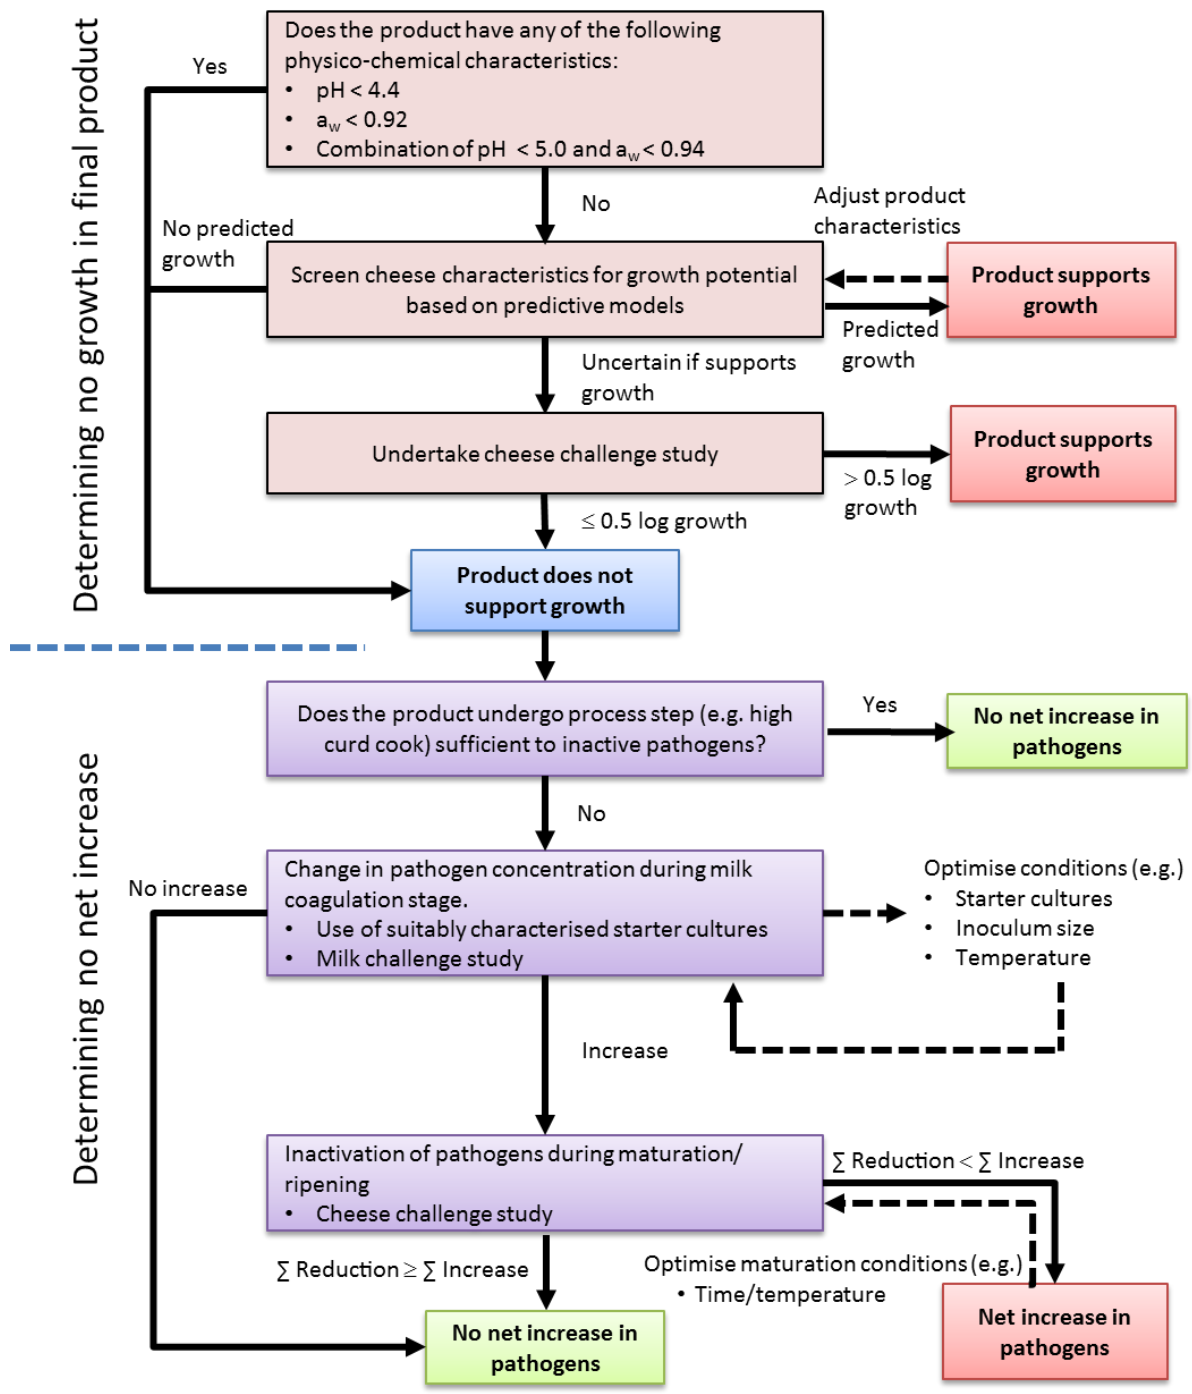 Determining no growth in final product
Does the product have any of the following
physico-chemical characteristics:
• pH < 4.4
• aw < 0.92
• Combination of pH < 5.0 and aw < 0.94
Yes
No
Adjust product
characteristics
No predicted
growth
Screen cheese characteristics for growth potential
based on predictive models
Product supports
growth
Predicted
growth
Uncertain if supports
growth
Undertake cheese challenge study
Product supports
growth
> 0.5 log
growth
≤ 0.5 log growth
Product does not
support growth
Determining no net increase
Does the product undergo process step (e.g. high
curd cook) sufficient to inactive pathogens?
Yes
No net increase in
pathogens
No
Change in pathogen concentration during milk
coagulation stage.
• Use of suitably characterised starter cultures
• Milk challenge study
No increase
Optimise conditions (e.g.)
• Starter cultures
• Inoculum size
• Temperature
Increase
Inactivation of pathogens during maturation/
ripening
• Cheese challenge study
∑ Reduction < ∑ Increase
∑ Reduction ≥ ∑ Increase
Optimise maturation conditions (e.g.)
• Time/temperature
No net increase in
pathogens
Net increase in
pathogens